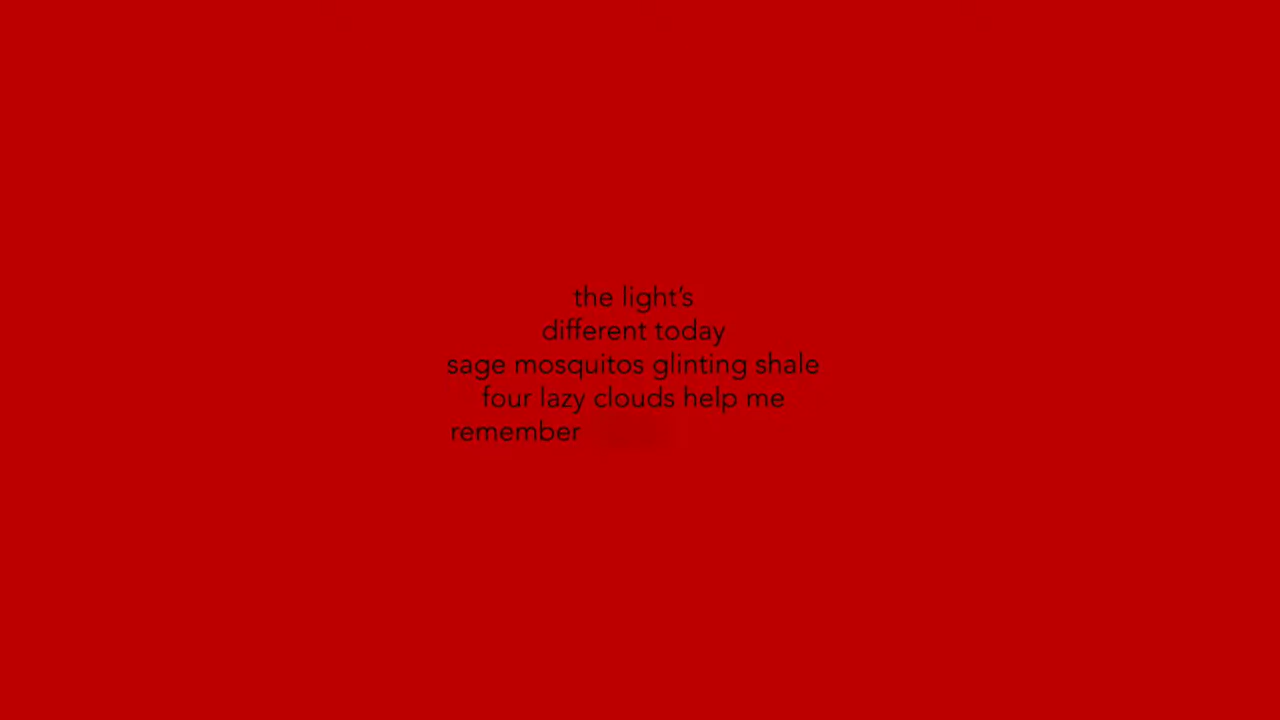 the light's
different today
sage mosquitos glinting shale
four lazy clouds help me
remember